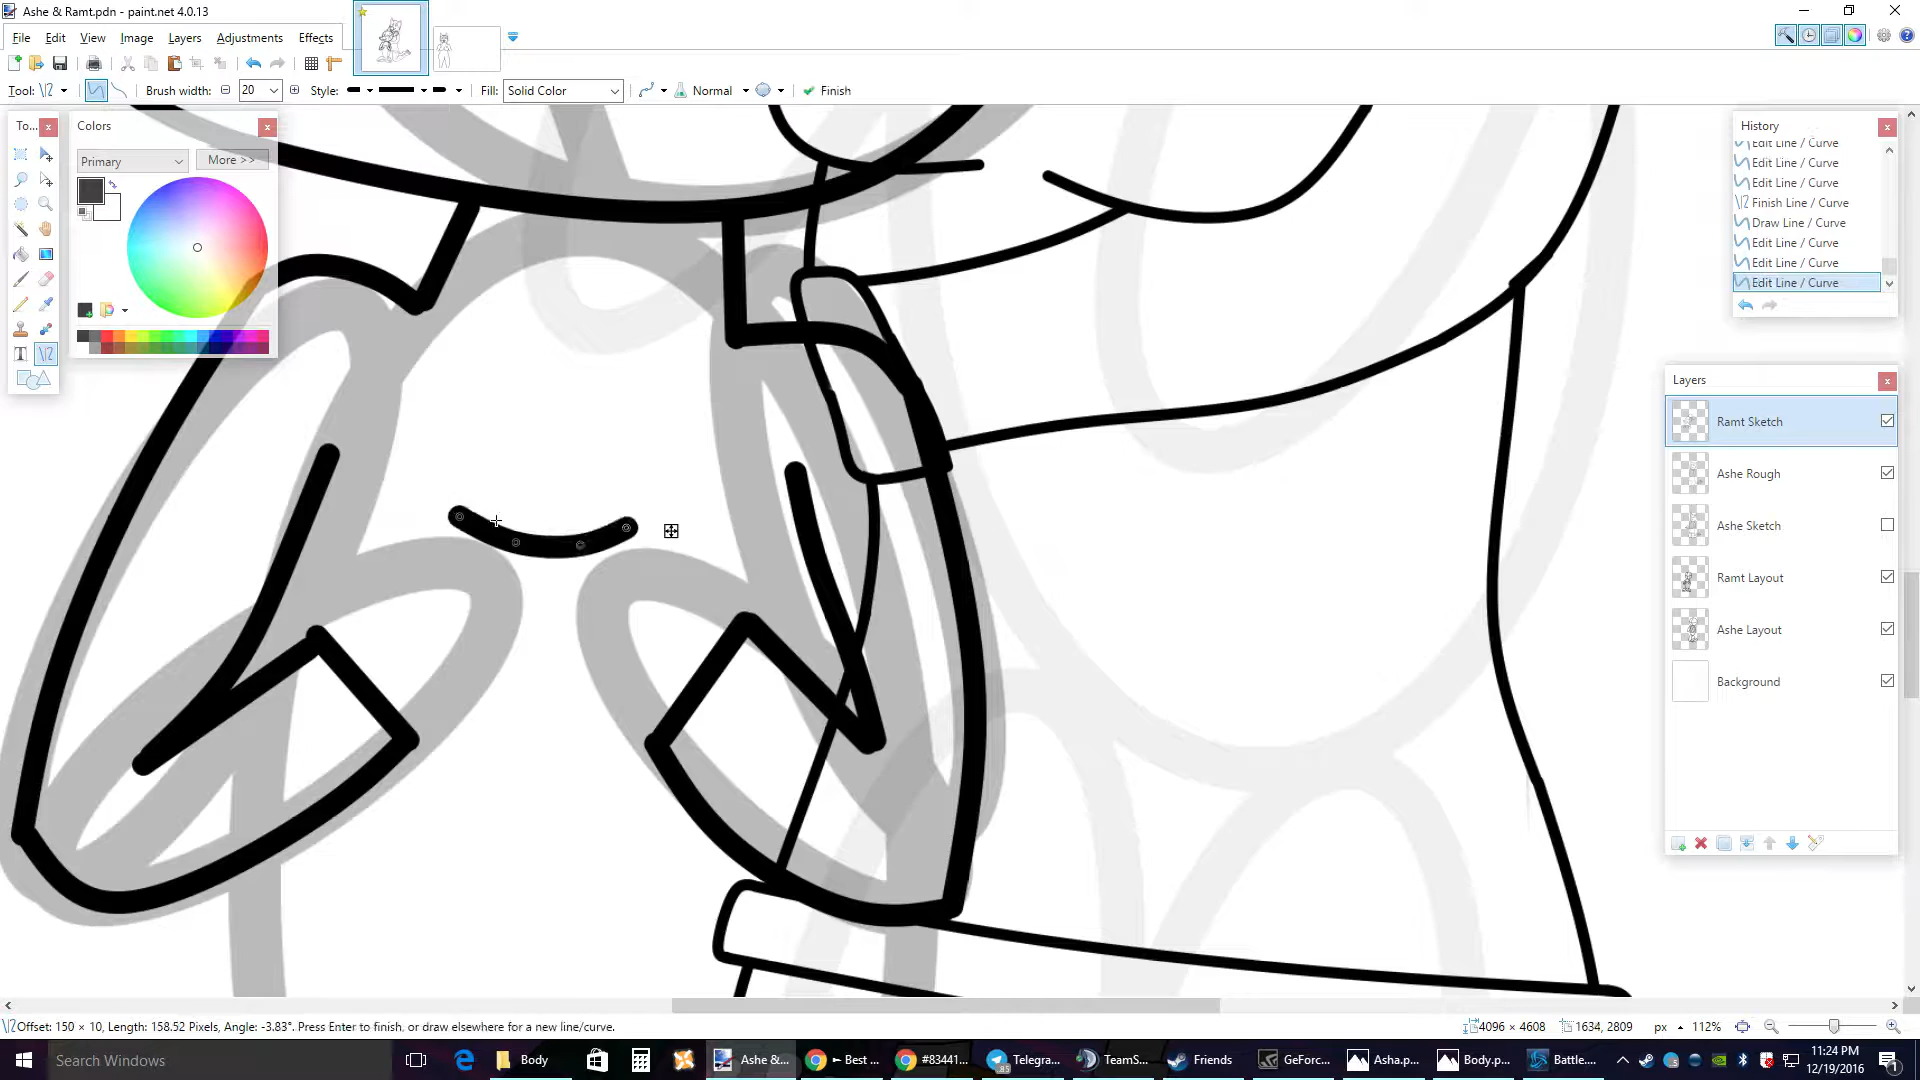 Ashe & Ramt.pdn - paint.net 4.0.13
File Edit View Image Layers Adjustments Effects
Tool: Brush width: 20 Style: Fill: Solid Color Normal Finish
To...
Colors
Primary More >>
History
Edit Line / Curve
Edit Line / Curve
Edit Line / Curve
Finish Line / Curve
Draw Line / Curve
Edit Line / Curve
Edit Line / Curve
Edit Line / Curve
Layers
Ramt Sketch
Ashe Rough
Ashe Sketch
Ramt Layout
Ashe Layout
Background
Offset: 150 × 10, Length: 158.52 Pixels, Angle: -3.83°. Press Enter to finish, or draw elsewhere for a new line/curve. 4096 × 4608 1634, 2809 px 112%
Search Windows Body Ashe &... Best ... #83441... Telegra... TeamS... Friends GeForc... Asha.p... Body.p... Battle.... 11:24 PM
12/19/2016